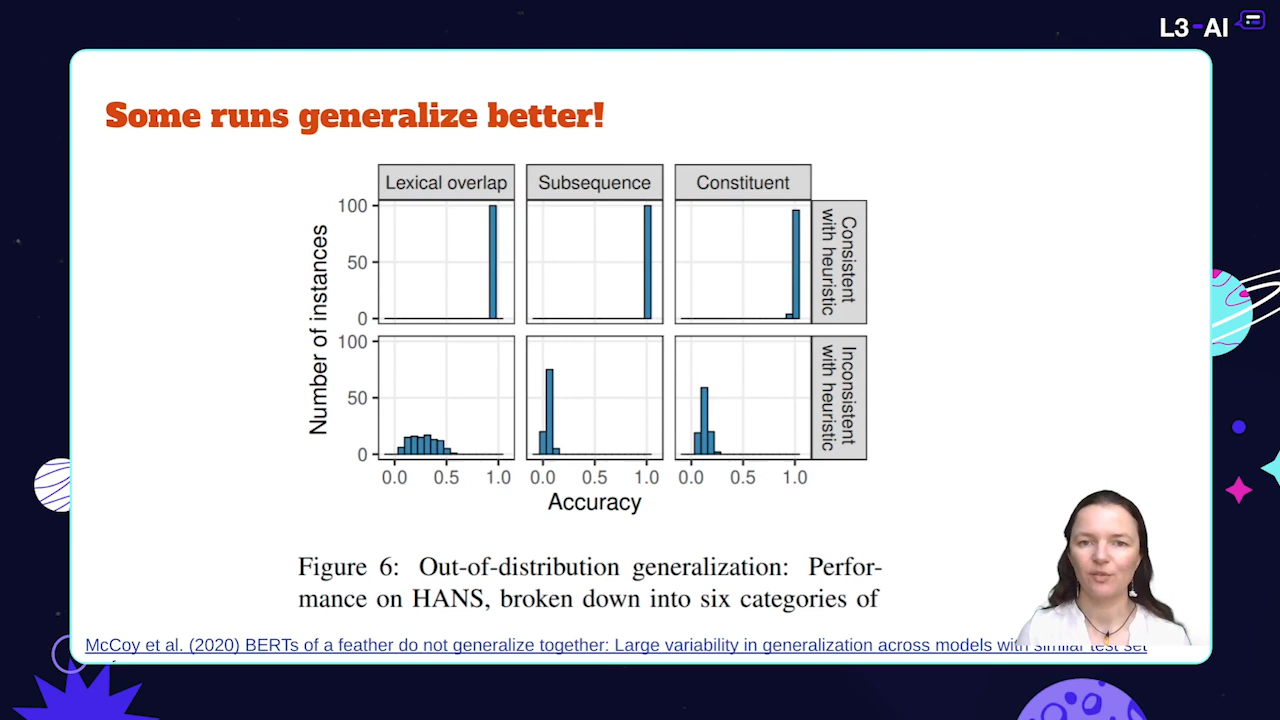 L3-AI
Some runs generalize better!
Lexical overlap
Subsequence
Constituent
100
50
0
Consistent
with heuristic
Number of instances
100
50
0
Inconsistent
with heuristic
0.0 0.5 1.0
0.0 0.5 1.0
0.0 0.5 1.0
Accuracy
Figure 6: Out-of-distribution generalization: Perfor-
mance on HANS, broken down into six categories of
McCoy et al. (2020) BERTs of a feather do not generalize together: Large variability in generalization across models with similar test set